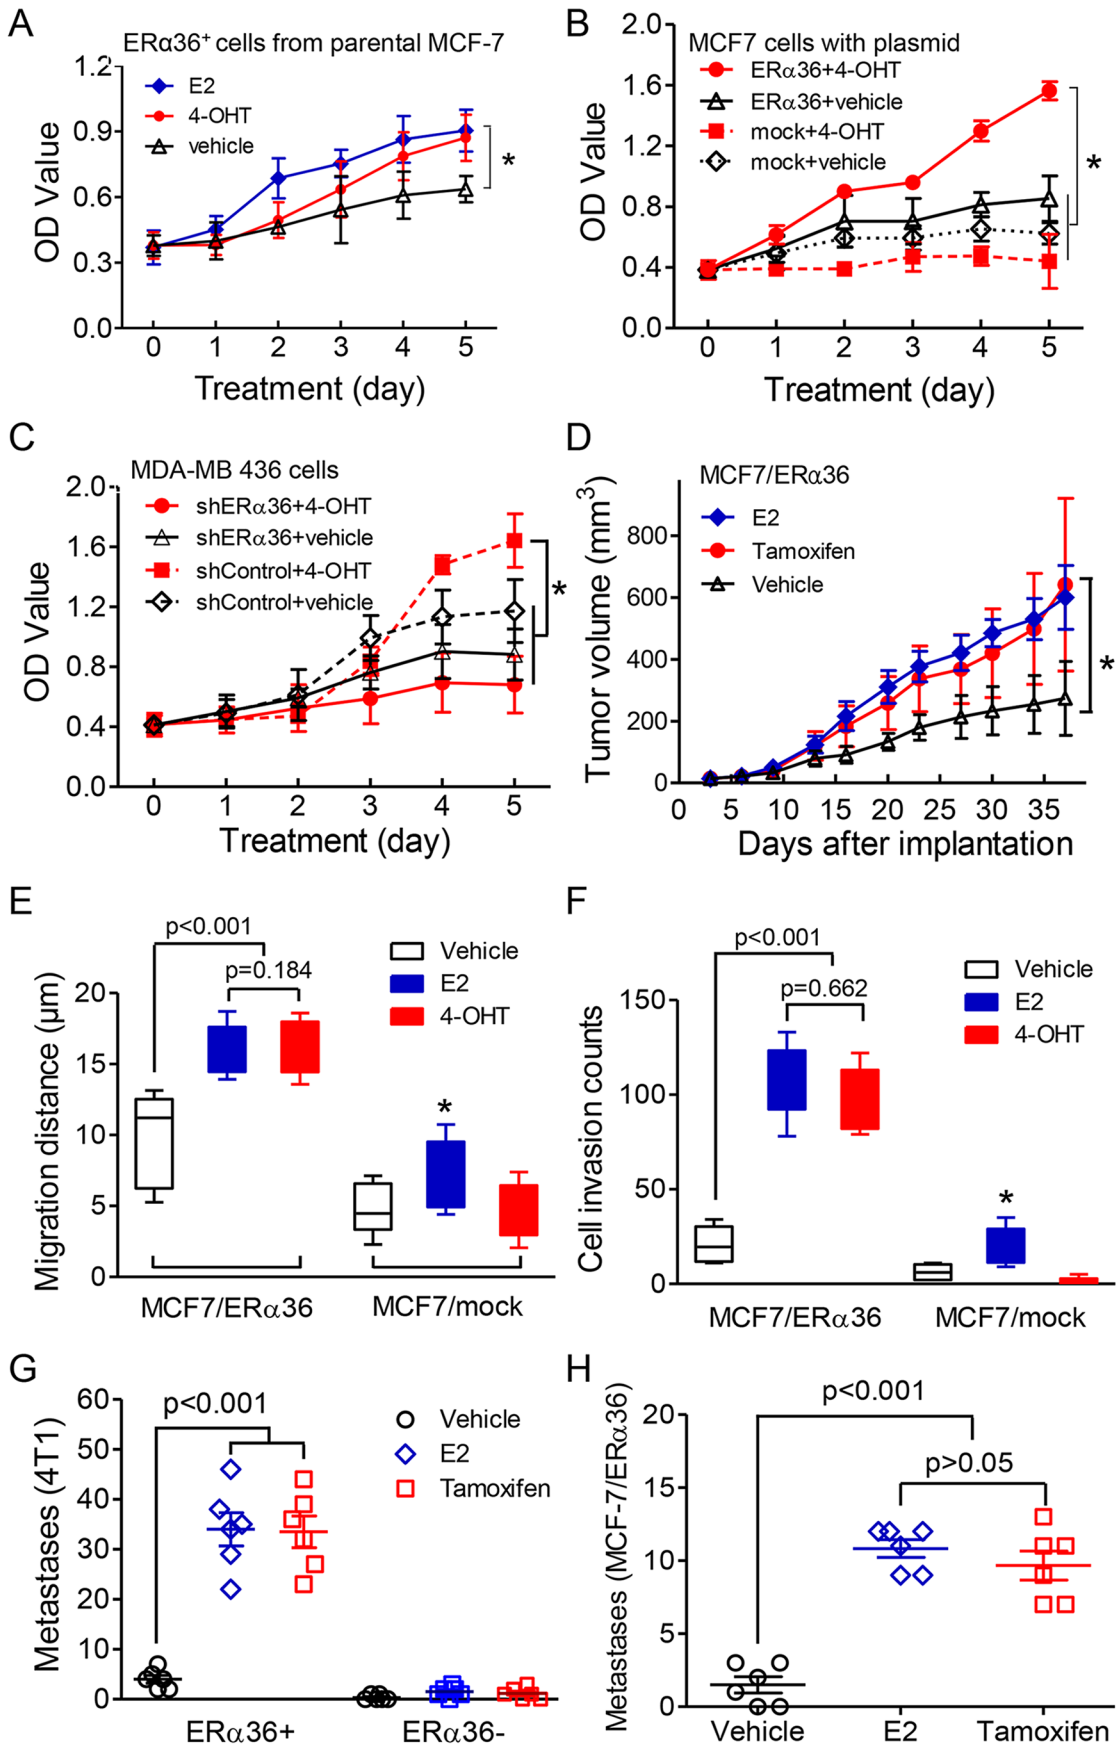 A
ERα36+ cells from parental MCF-7
E2
4-OHT
vehicle
*
OD Value
1.2
0.9
0.6
0.3
0.0
0 1 2 3 4 5
Treatment (day)
B
MCF7 cells with plasmid
ERα36+4-OHT
ERα36+vehicle
mock+4-OHT
mock+vehicle
*
OD Value
2.0
1.6
1.2
0.8
0.4
0.0
0 1 2 3 4 5
Treatment (day)
C
MDA-MB 436 cells
shERα36+4-OHT
shERα36+vehicle
shControl+4-OHT
shControl+vehicle
*
OD Value
2.0
1.6
1.2
0.8
0.4
0.0
0 1 2 3 4 5
Treatment (day)
D
MCF7/ERα36
E2
Tamoxifen
Vehicle
*
Tumor volume (mm3)
800
600
400
200
0
0 5 10 15 20 25 30 35
Days after implantation
E
p<0.001
p=0.184
Vehicle
E2
4-OHT
*
Migration distance (μm)
20
15
10
5
0
MCF7/ERα36 MCF7/mock
F
p<0.001
p=0.662
Vehicle
E2
4-OHT
*
Cell invasion counts
150
100
50
0
MCF7/ERα36 MCF7/mock
G
p<0.001
Vehicle
E2
Tamoxifen
Metastases (4T1)
60
50
40
30
20
10
0
ERα36+ ERα36-
H
p<0.001
p>0.05
Metastases (MCF-7/ERα36)
20
15
10
5
0
Vehicle E2 Tamoxifen